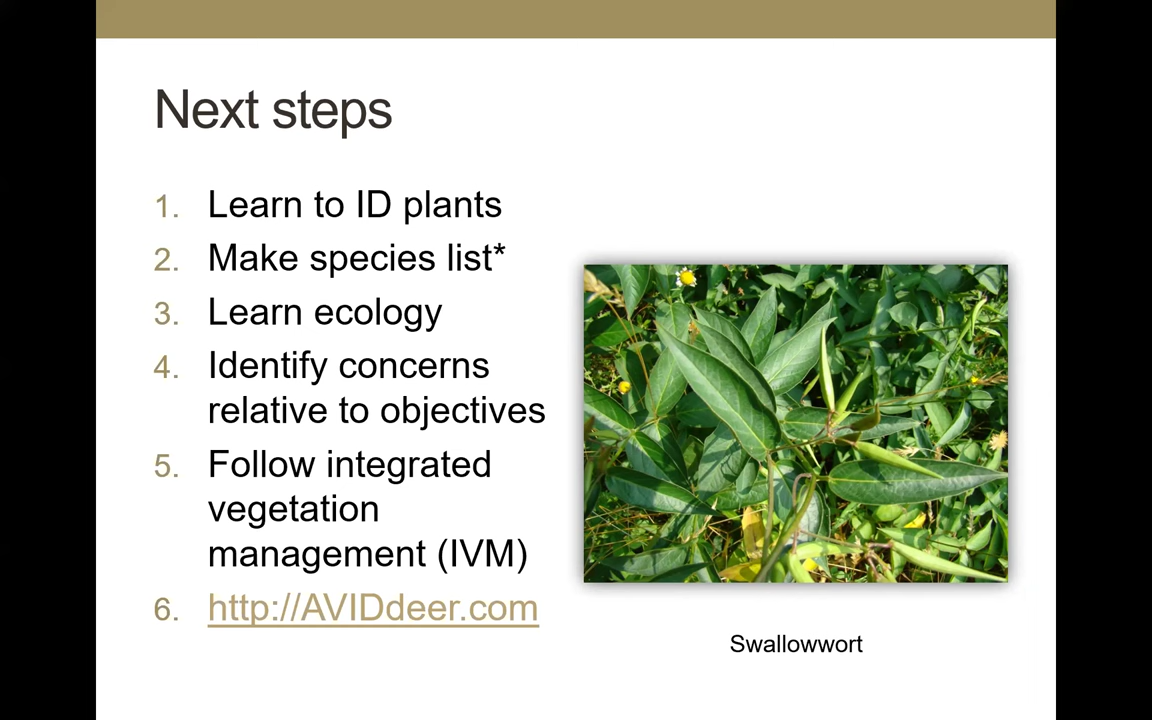 Next steps
1. Learn to ID plants
2. Make species list*
3. Learn ecology
4. Identify concerns
relative to objectives
5. Follow integrated
vegetation
management (IVM)
6. http://AVIDdeer.com
Swallowwort